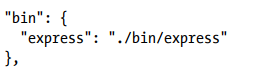 "bin": {
  "express": "./bin/express"
},